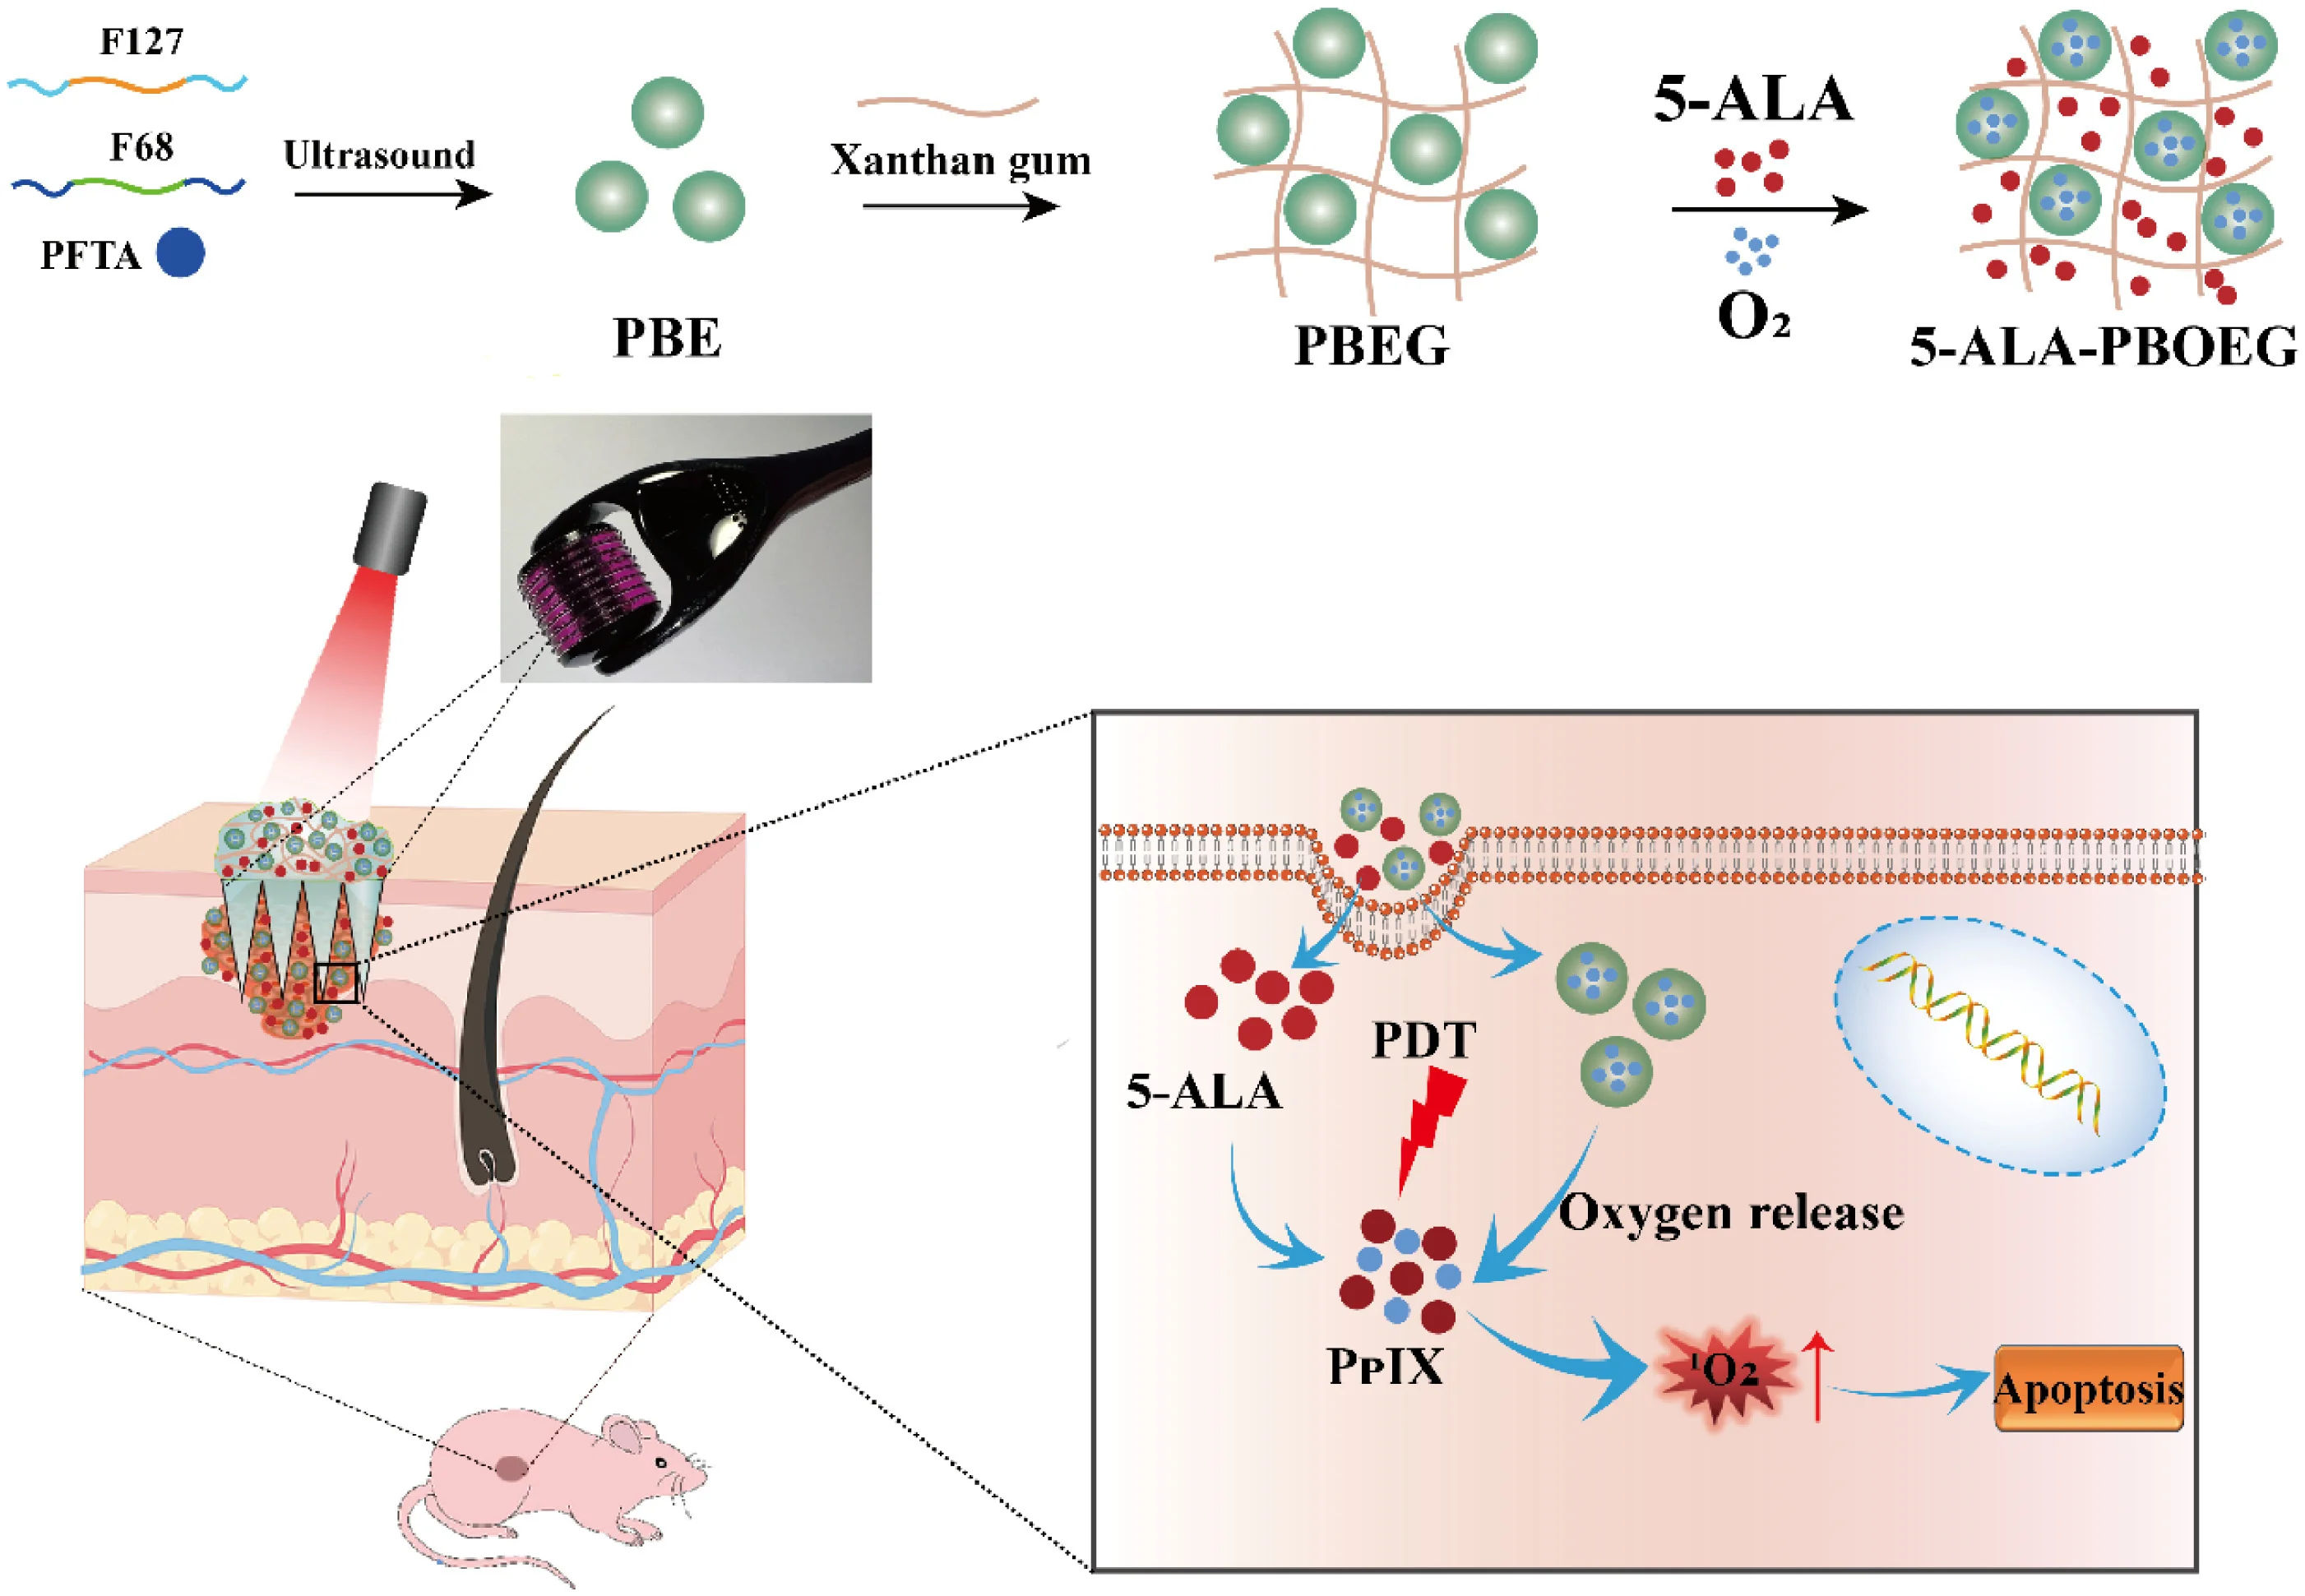 F127
F68
PFTA
Ultrasound
PBE
Xanthan gum
PBEG
5-ALA
O₂
5-ALA-PBOEG
5-ALA
PDT
Oxygen release
PpIX
¹O₂
Apoptosis